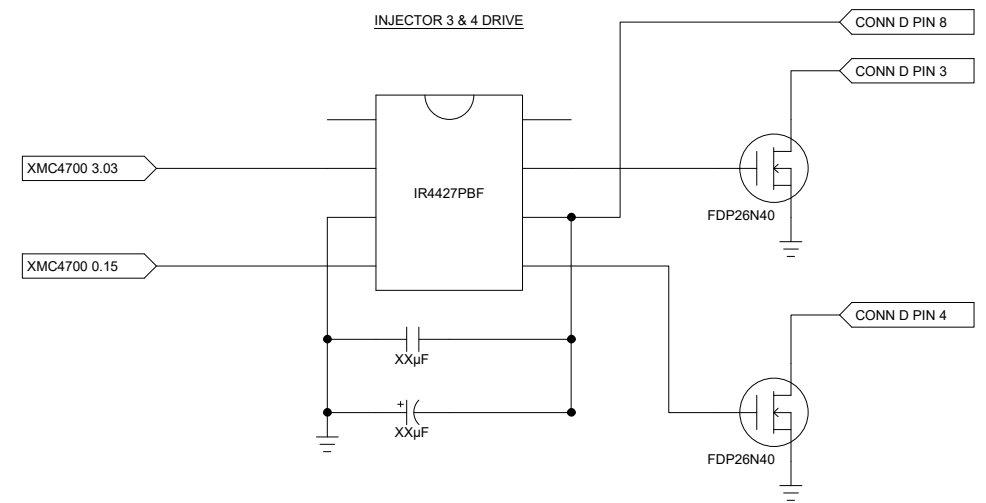 INJECTOR 3 & 4 DRIVE
CONN D PIN 8
CONN D PIN 3
XMC4700 3.03
IR4427PBF
FDP26N40
XMC4700 0.15
CONN D PIN 4
XXµF
+
XXµF
FDP26N40